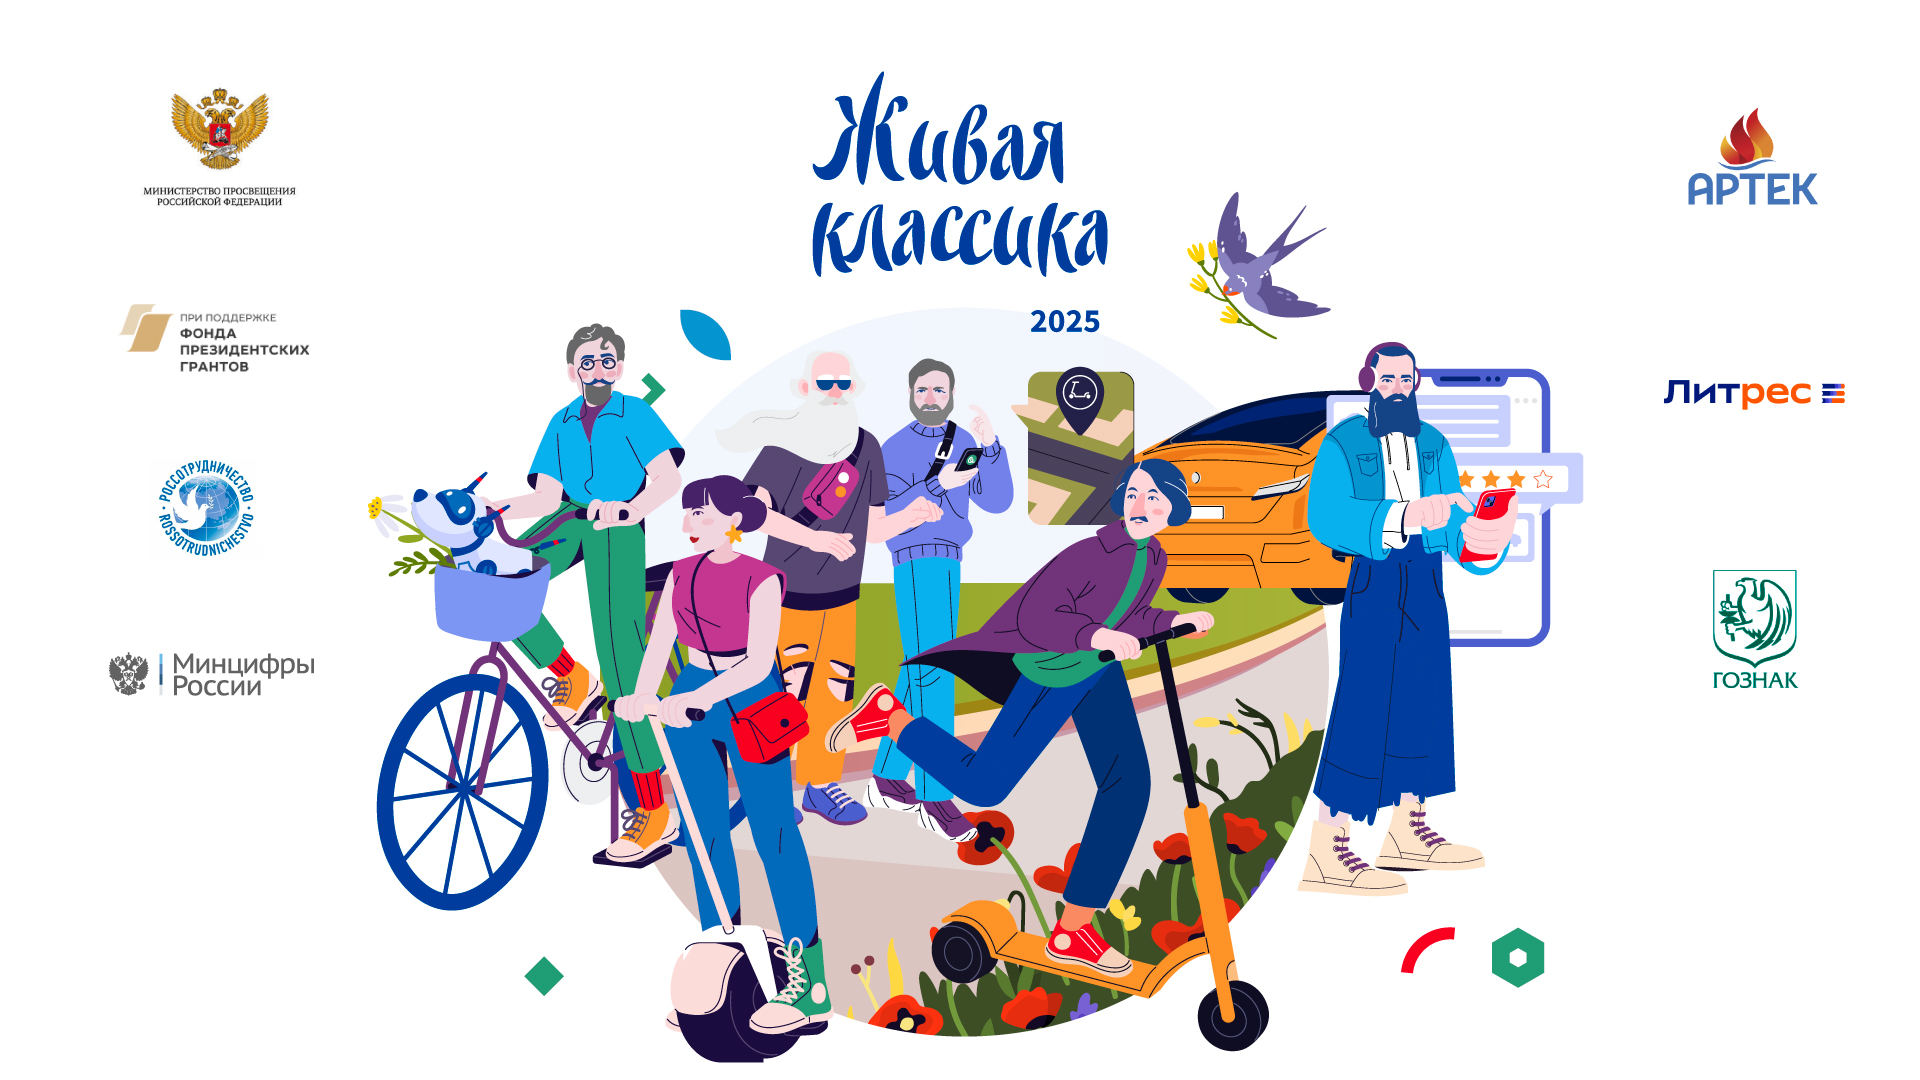 Живая
классика
2025
МИНИСТЕРСТВО ПРОСВЕЩЕНИЯ
РОССИЙСКОЙ ФЕДЕРАЦИИ
ПРИ ПОДДЕРЖКЕ
ФОНДА
ПРЕЗИДЕНТСКИХ
ГРАНТОВ
РОССОТРУДНИЧЕСТВО
ROSSOTRUDNICHESTVO
Минцифры
России
АРТЕК
Литрес
ГОЗНАК